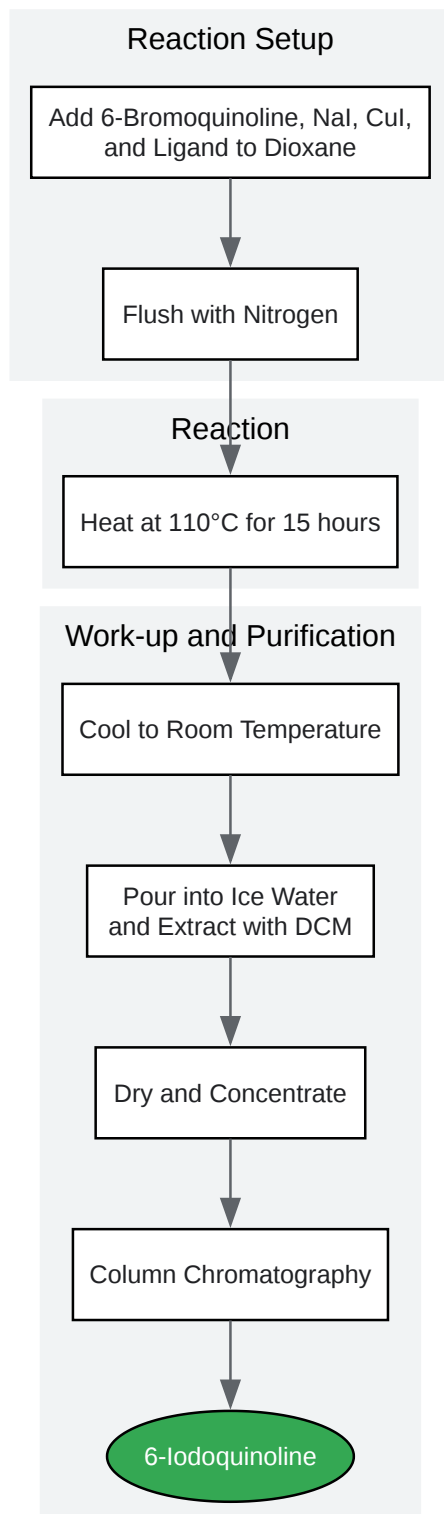 Reaction Setup
Add 6-Bromoquinoline, NaI, CuI,
and Ligand to Dioxane
Flush with Nitrogen
Reaction
Heat at 110°C for 15 hours
Work-up and Purification
Cool to Room Temperature
Pour into Ice Water
and Extract with DCM
Dry and Concentrate
Column Chromatography
6-Iodoquinoline